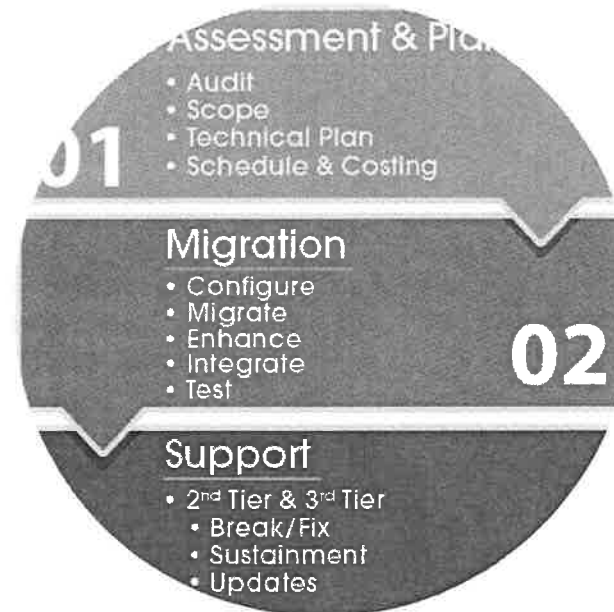 Assessment &
• Audit
• Scope
• Technical Plan
• Schedule & Costing
01
Migration
• Configure
• Migrate
• Enhance
• Integrate
• Test
02
Support
• 2nd Tier & 3rd Tier
• Break/Fix
• Sustainment
• Updates